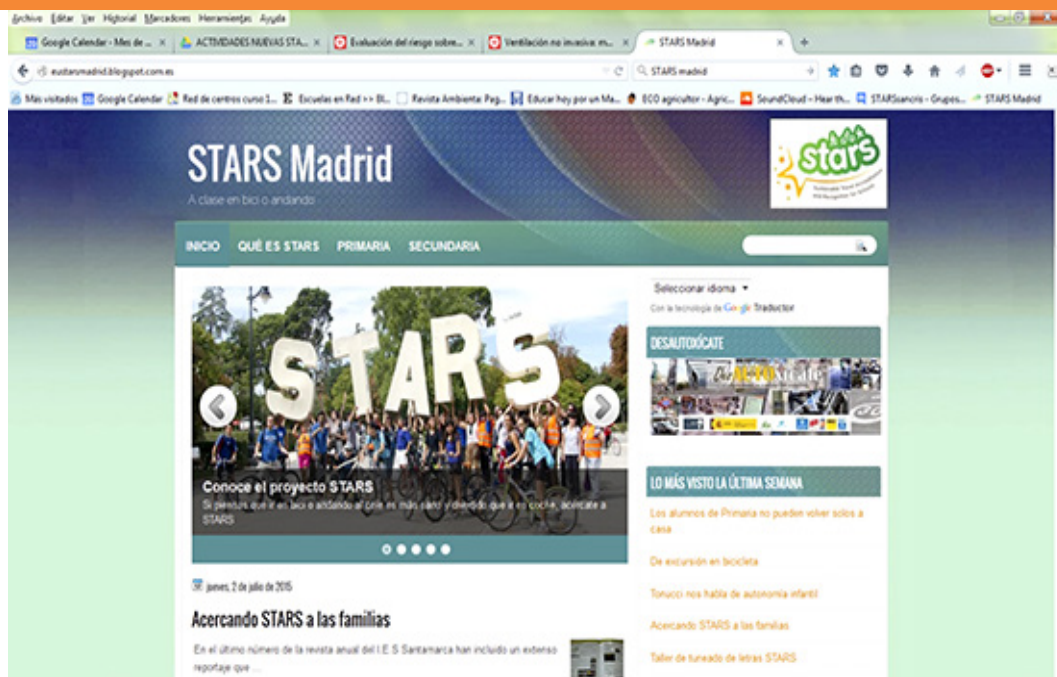 Archivo Editar Ver Historial Marcadores Herramientas Ayuda
Google Calendar - Mes de ... ACTIVIDADES NUEVAS STA... Evaluación del riesgo sobre... Ventilación no invasiva: m... STARS Madrid
eustarsmadrid.blogspot.com.es STARS madrid
Más visitados Google Calendar Red de centros curso 1... Escuelas en Red >> Bl... Revista Ambienta: Pag... Educar hoy por un Ma... ECO agricultor - Agric... SoundCloud - Hear th... STARSsancris - Grupos... STARS Madrid
STARS Madrid
A clase en bici o andando
stars
INICIO QUÉ ES STARS PRIMARIA SECUNDARIA
Seleccionar idioma
Con la tecnología de Google Traductor
DESAUTOXÍCATE
DesAUTOxícate
STARS
Conoce el proyecto STARS
Si piensas que ir en bici o andando al cole es más sano y divertido que ir en coche, acércate a
STARS
LO MÁS VISTO LA ÚLTIMA SEMANA
Los alumnos de Primaria no pueden volver solos a
casa
De excursión en bicicleta
Tonucci nos habla de autonomía infantil
Acercando STARS a las familias
Taller de tuneado de letras STARS
jueves, 2 de julio de 2015
Acercando STARS a las familias
En el último número de la revista anual del I.E.S Santamarca han incluido un extenso
reportaje que ...